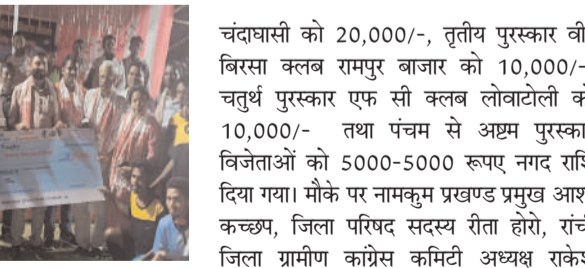 चंदाघासी को 20,000/-, तृतीय पुरस्कार वी
बिरसा क्लब रामपुर बाजार को 10,000/-
चतुर्थ पुरस्कार एफ सी क्लब लोवाटोली को
10,000/- तथा पंचम से अष्टम पुरस्का
विजेताओं को 5000-5000 रूपए नगद राशि
दिया गया। मौके पर नामकुम प्रखण्ड प्रमुख आश
कच्छप, जिला परिषद सदस्य रीता होरो, रांच
जिला ग्रामीण कांग्रेस कमिटी अध्यक्ष राकेश